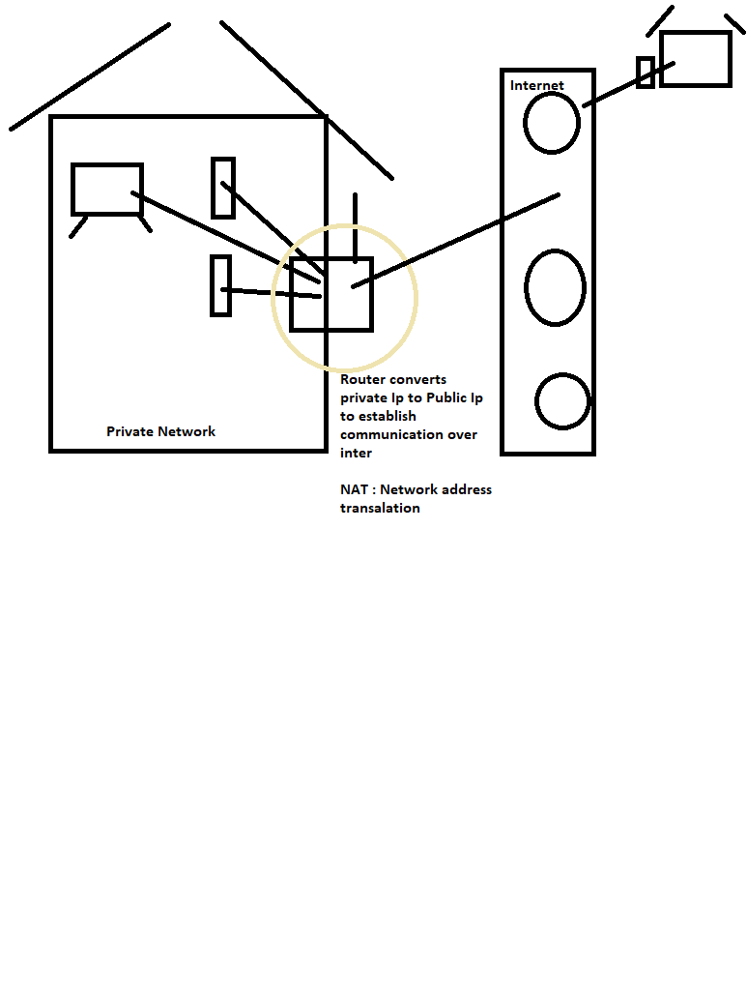 Internet
Private Network
Router converts
private Ip to Public Ip
to establish
communication over
inter
NAT : Network address
transalation